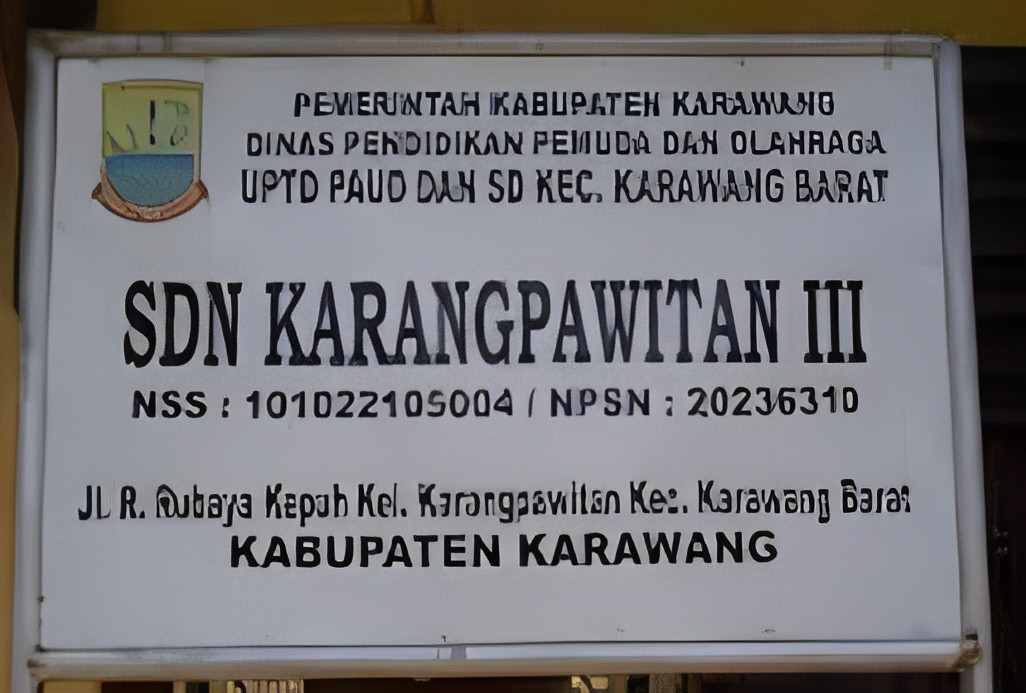 PEMERINTAH KABUPATEN KARAWANG
DINAS PENDIDIKAN PEMUDA DAN OLAHRAGA
UPTD PAUD DAN SD KEC. KARAWANG BARAT
SDN KARANGPAWITAN III
NSS : 101022105004 / NPSN : 20236310
Jl. R. Rubaya Kepuh Kel. Karangpawitan Kec. Karawang Barat
KABUPATEN KARAWANG